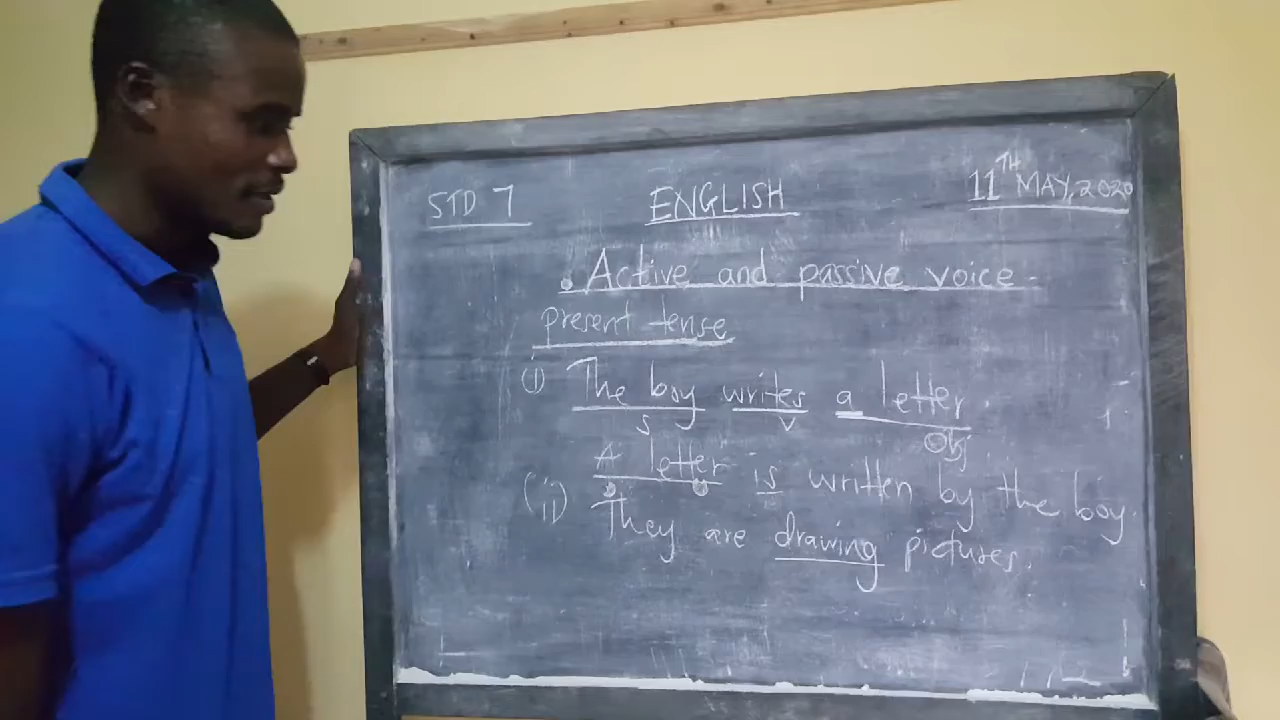 STD 7 ENGLISH 11TH MAY, 2020
. Active and passive voice -
present tense
(i) The boy writes a letter.
S V Obj
A letter is written by the boy.
(ii) They are drawing pictures.